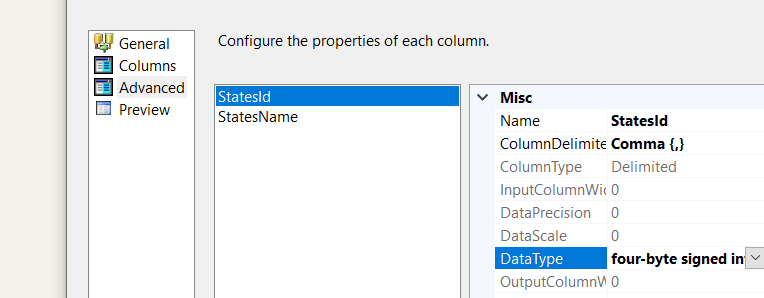 General
Columns
Advanced
Preview
Configure the properties of each column.
StatesId
StatesName
Misc
Name StatesId
ColumnDelimite Comma {,}
ColumnType Delimited
InputColumnWi 0
DataPrecision 0
DataScale 0
DataType four-byte signed in
OutputColumnW 0